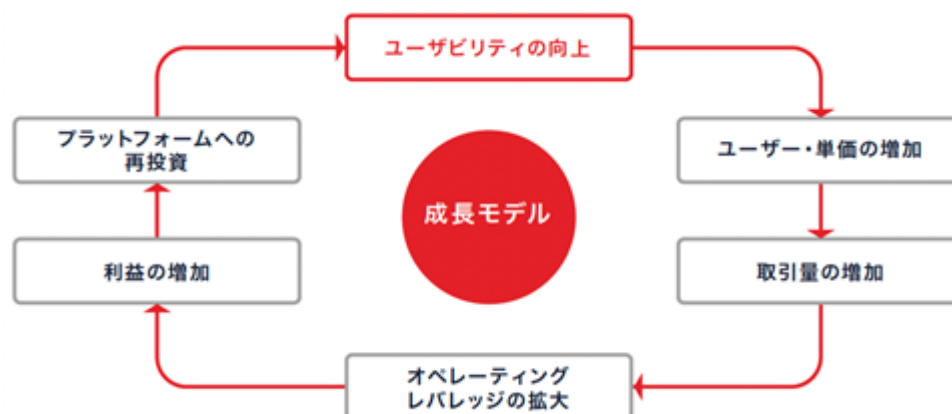 ユーザビリティの向上
プラットフォームへの
再投資
ユーザー・単価の増加
成長モデル
利益の増加
取引量の増加
オペレーティング
レバレッジの拡大